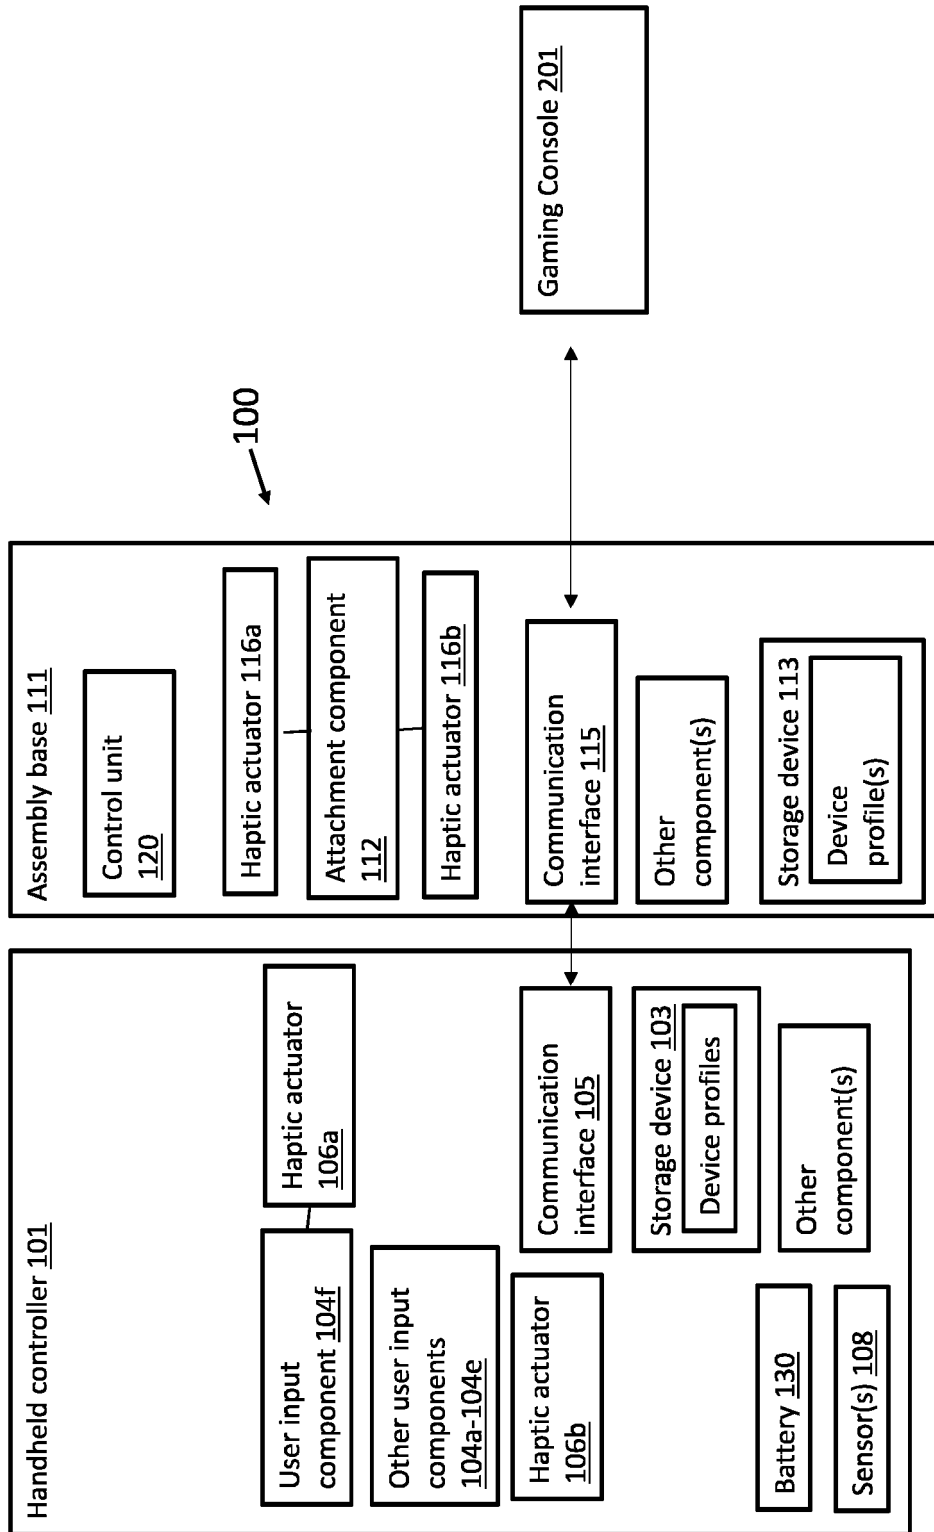 Handheld controller 101
User input
component 104f
Haptic actuator
106a
Other user input
components
104a-104e
Haptic actuator
106b
Communication
interface 105
Storage device 103
Device profiles
Other
component(s)
Battery 130
Sensor(s) 108
Assembly base 111
Control unit
120
Haptic actuator 116a
Attachment component
112
Haptic actuator 116b
Communication
interface 115
Other
component(s)
Storage device 113
Device
profile(s)
100
Gaming Console 201